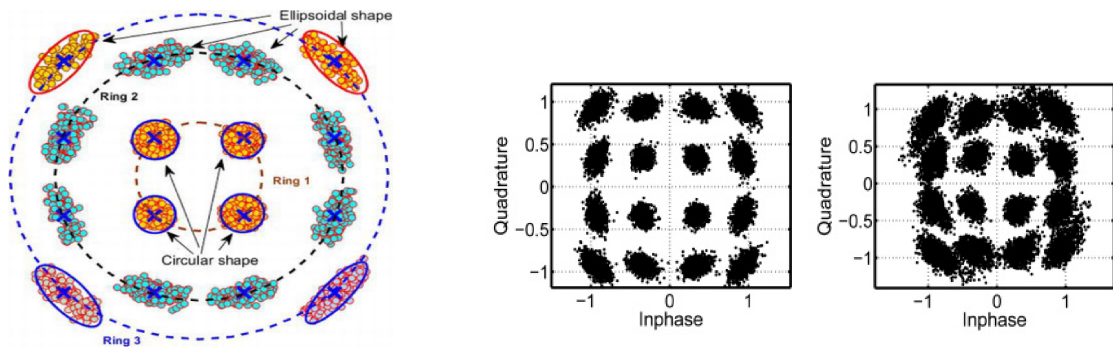 Ellipsoidal shape
Ring 2
Ring 1
Circular shape
Ring 3
Quadrature
1
0.5
0
−0.5
−1
−1
0
1
Inphase
Quadrature
1
0.5
0
−0.5
−1
−1
0
1
Inphase